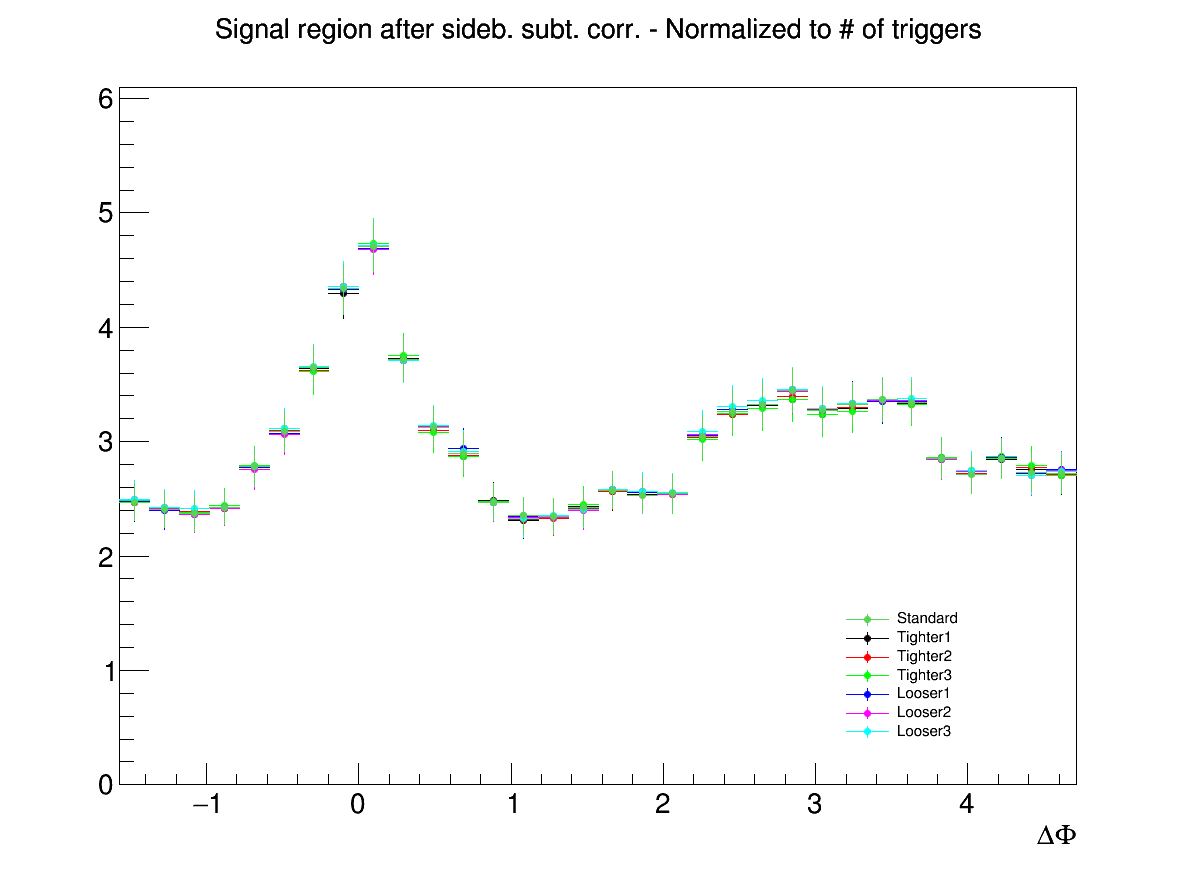 Signal region after sideb. subt. corr. - Normalized to # of triggers
6
5
4
3
2
1
0
Standard
Tighter1
Tighter2
Tighter3
Looser1
Looser2
Looser3
−1 0 1 2 3 4
ΔΦ